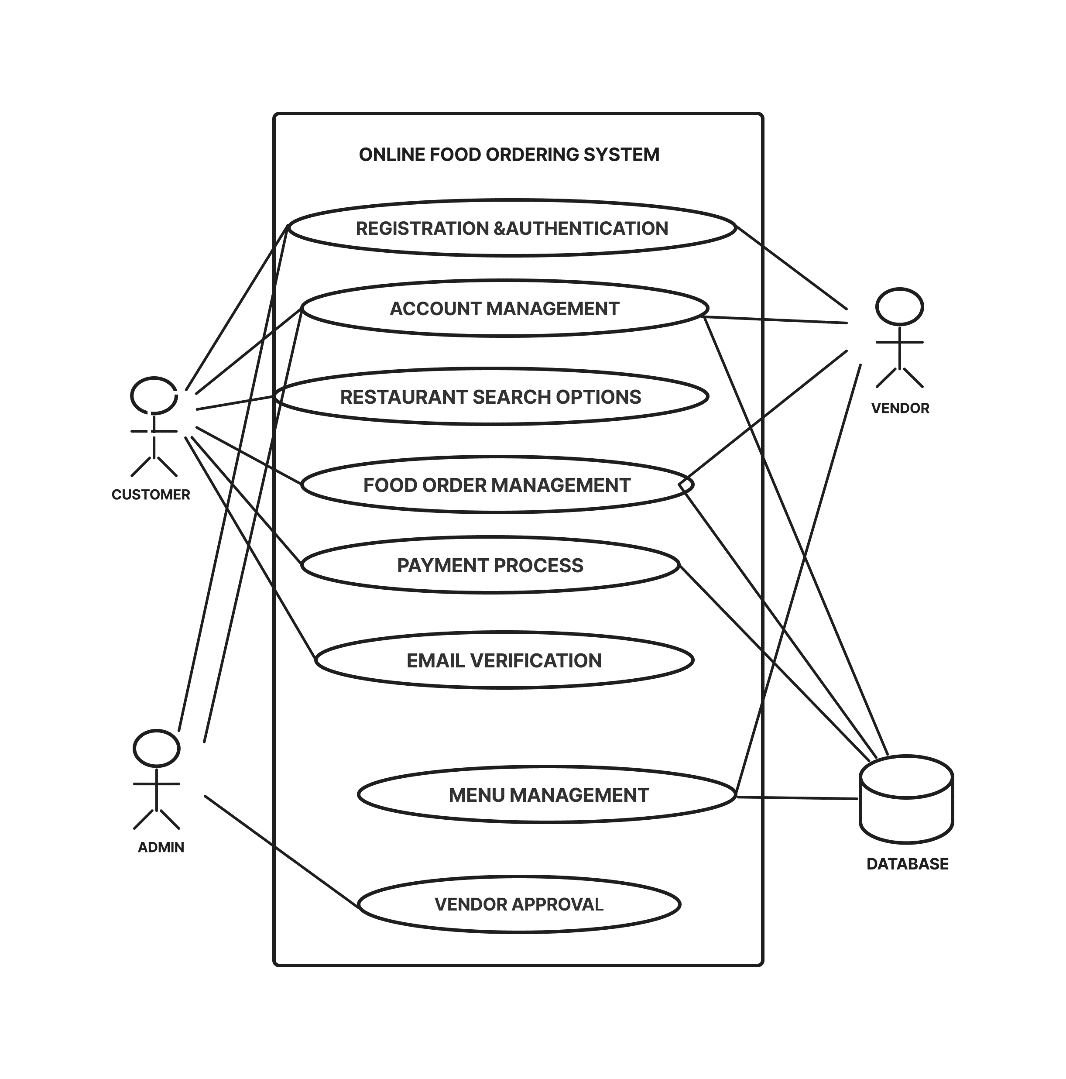 ONLINE FOOD ORDERING SYSTEM
REGISTRATION &AUTHENTICATION
ACCOUNT MANAGEMENT
RESTAURANT SEARCH OPTIONS
FOOD ORDER MANAGEMENT
PAYMENT PROCESS
EMAIL VERIFICATION
MENU MANAGEMENT
VENDOR APPROVAL
CUSTOMER
ADMIN
VENDOR
DATABASE